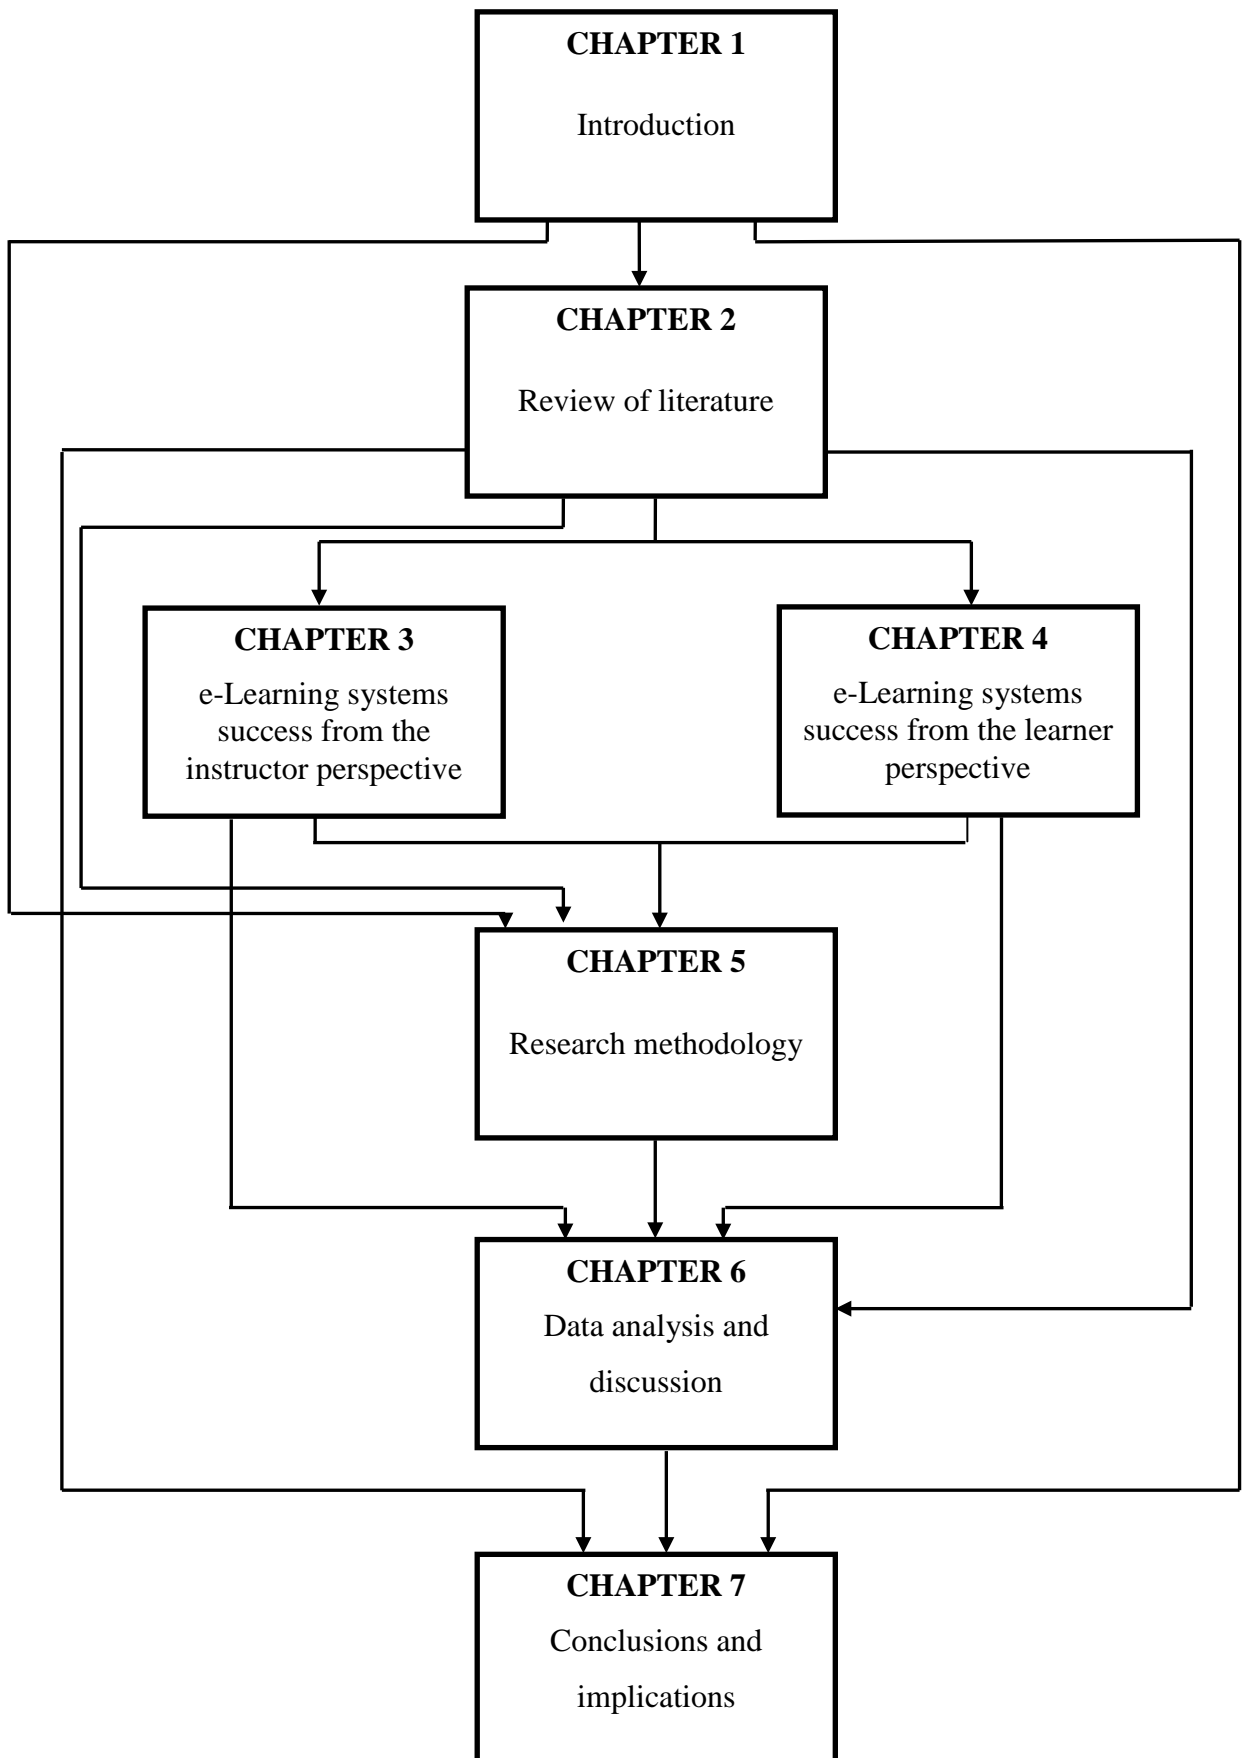 CHAPTER 1
Introduction
CHAPTER 2
Review of literature
CHAPTER 3
e-Learning systems
success from the
instructor perspective
CHAPTER 4
e-Learning systems
success from the learner
perspective
CHAPTER 5
Research methodology
CHAPTER 6
Data analysis and
discussion
CHAPTER 7
Conclusions and
implications